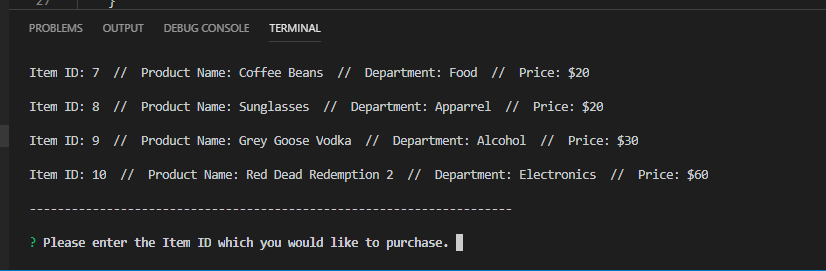 27 }
PROBLEMS OUTPUT DEBUG CONSOLE TERMINAL
Item ID: 7 // Product Name: Coffee Beans // Department: Food // Price: $20
Item ID: 8 // Product Name: Sunglasses // Department: Apparrel // Price: $20
Item ID: 9 // Product Name: Grey Goose Vodka // Department: Alcohol // Price: $30
Item ID: 10 // Product Name: Red Dead Redemption 2 // Department: Electronics // Price: $60
---------------------------------------------------------------------
? Please enter the Item ID which you would like to purchase.